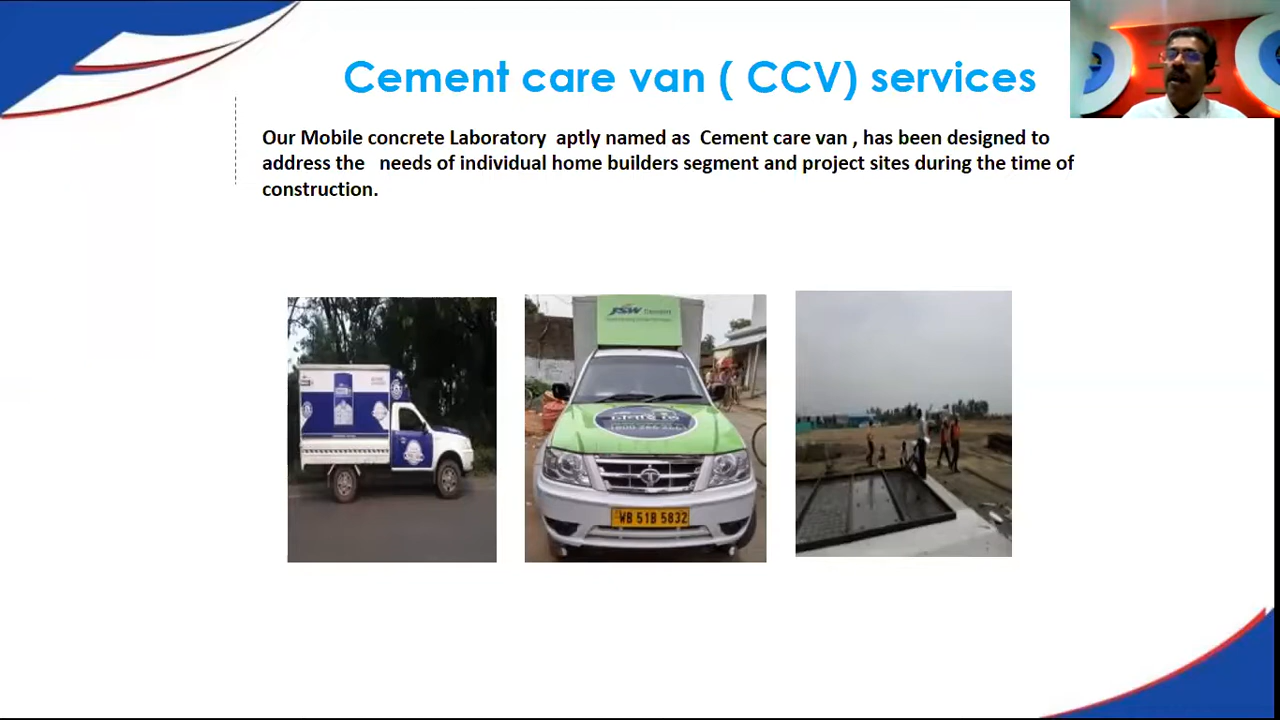 Cement care van ( CCV) services
Our Mobile concrete Laboratory aptly named as Cement care van , has been designed to
address the needs of individual home builders segment and project sites during the time of
construction.
JSW Cement
WB 51B 5832